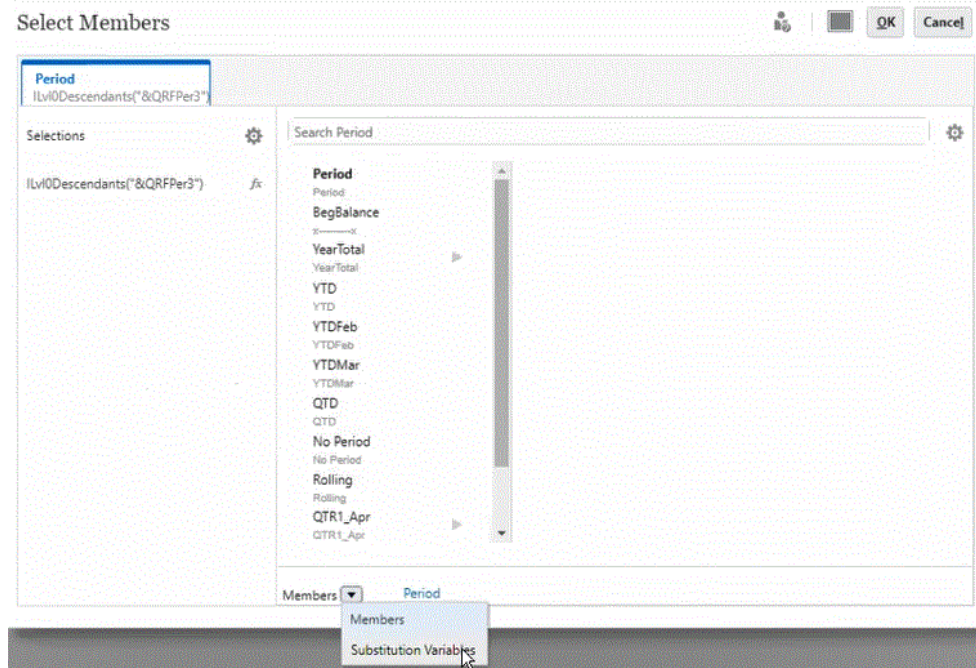 Select Members
OK
Cancel
Period
ILvl0Descendants("&QRFPer3")
Selections
Search Period
ILvl0Descendants("&QRFPer3")
fx
Period
Period
BegBalance
x---------x
YearTotal
YearTotal
YTD
YTD
YTDFeb
YTDFeb
YTDMar
YTDMar
QTD
QTD
No Period
No Period
Rolling
Rolling
QTR1_Apr
QTR1_Apr
Members
Period
Members
Substitution Variables